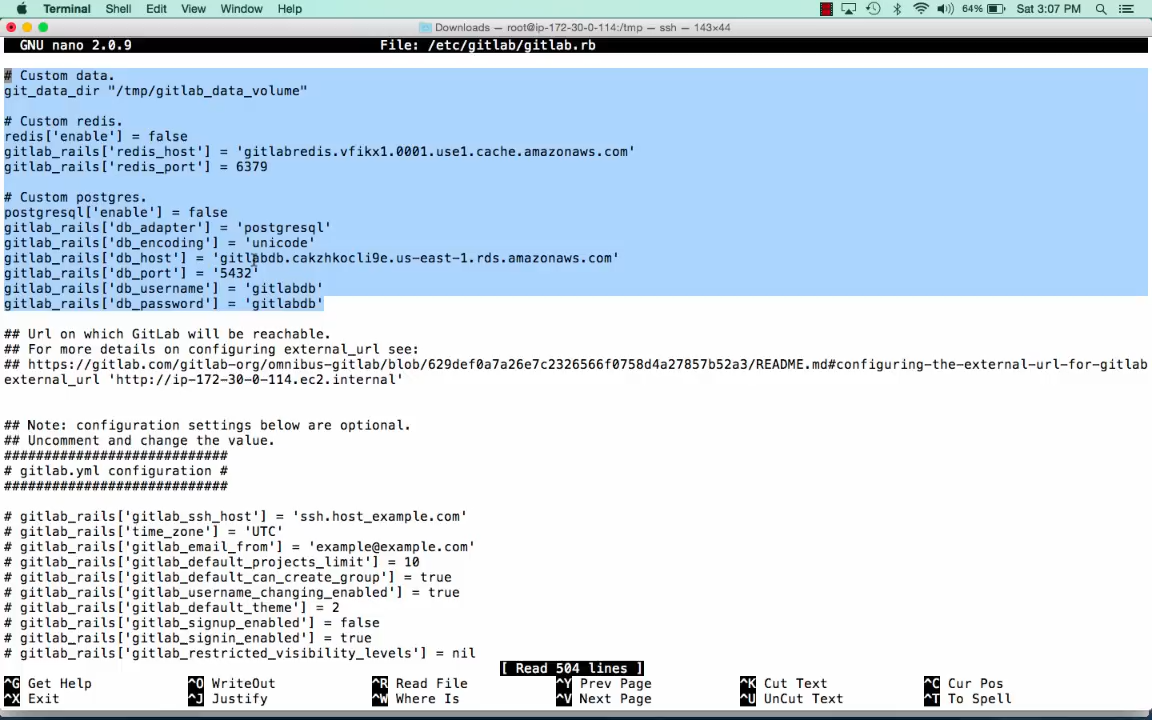 Terminal Shell Edit View Window Help 64% Sat 3:07 PM
Downloads — root@ip-172-30-0-114:/tmp — ssh — 143×44
GNU nano 2.0.9 File: /etc/gitlab/gitlab.rb
# Custom data.
git_data_dir "/tmp/gitlab_data_volume"
# Custom redis.
redis['enable'] = false
gitlab_rails['redis_host'] = 'gitlabredis.vfikx1.0001.use1.cache.amazonaws.com'
gitlab_rails['redis_port'] = 6379
# Custom postgres.
postgresql['enable'] = false
gitlab_rails['db_adapter'] = 'postgresql'
gitlab_rails['db_encoding'] = 'unicode'
gitlab_rails['db_host'] = 'gitlabdb.cakzhkocli9e.us-east-1.rds.amazonaws.com'
gitlab_rails['db_port'] = '5432'
gitlab_rails['db_username'] = 'gitlabdb'
gitlab_rails['db_password'] = 'gitlabdb'
## Url on which GitLab will be reachable.
## For more details on configuring external_url see:
## https://gitlab.com/gitlab-org/omnibus-gitlab/blob/629def0a7a26e7c2326566f0758d4a27857b52a3/README.md#configuring-the-external-url-for-gitlab
external_url 'http://ip-172-30-0-114.ec2.internal'
## Note: configuration settings below are optional.
## Uncomment and change the value.
############################
# gitlab.yml configuration #
############################
# gitlab_rails['gitlab_ssh_host'] = 'ssh.host_example.com'
# gitlab_rails['time_zone'] = 'UTC'
# gitlab_rails['gitlab_email_from'] = 'example@example.com'
# gitlab_rails['gitlab_default_projects_limit'] = 10
# gitlab_rails['gitlab_default_can_create_group'] = true
# gitlab_rails['gitlab_username_changing_enabled'] = true
# gitlab_rails['gitlab_default_theme'] = 2
# gitlab_rails['gitlab_signup_enabled'] = false
# gitlab_rails['gitlab_signin_enabled'] = true
# gitlab_rails['gitlab_restricted_visibility_levels'] = nil
[ Read 504 lines ]
^G Get Help ^O WriteOut ^R Read File ^Y Prev Page ^K Cut Text ^C Cur Pos
^X Exit ^J Justify ^W Where Is ^V Next Page ^U UnCut Text ^T To Spell